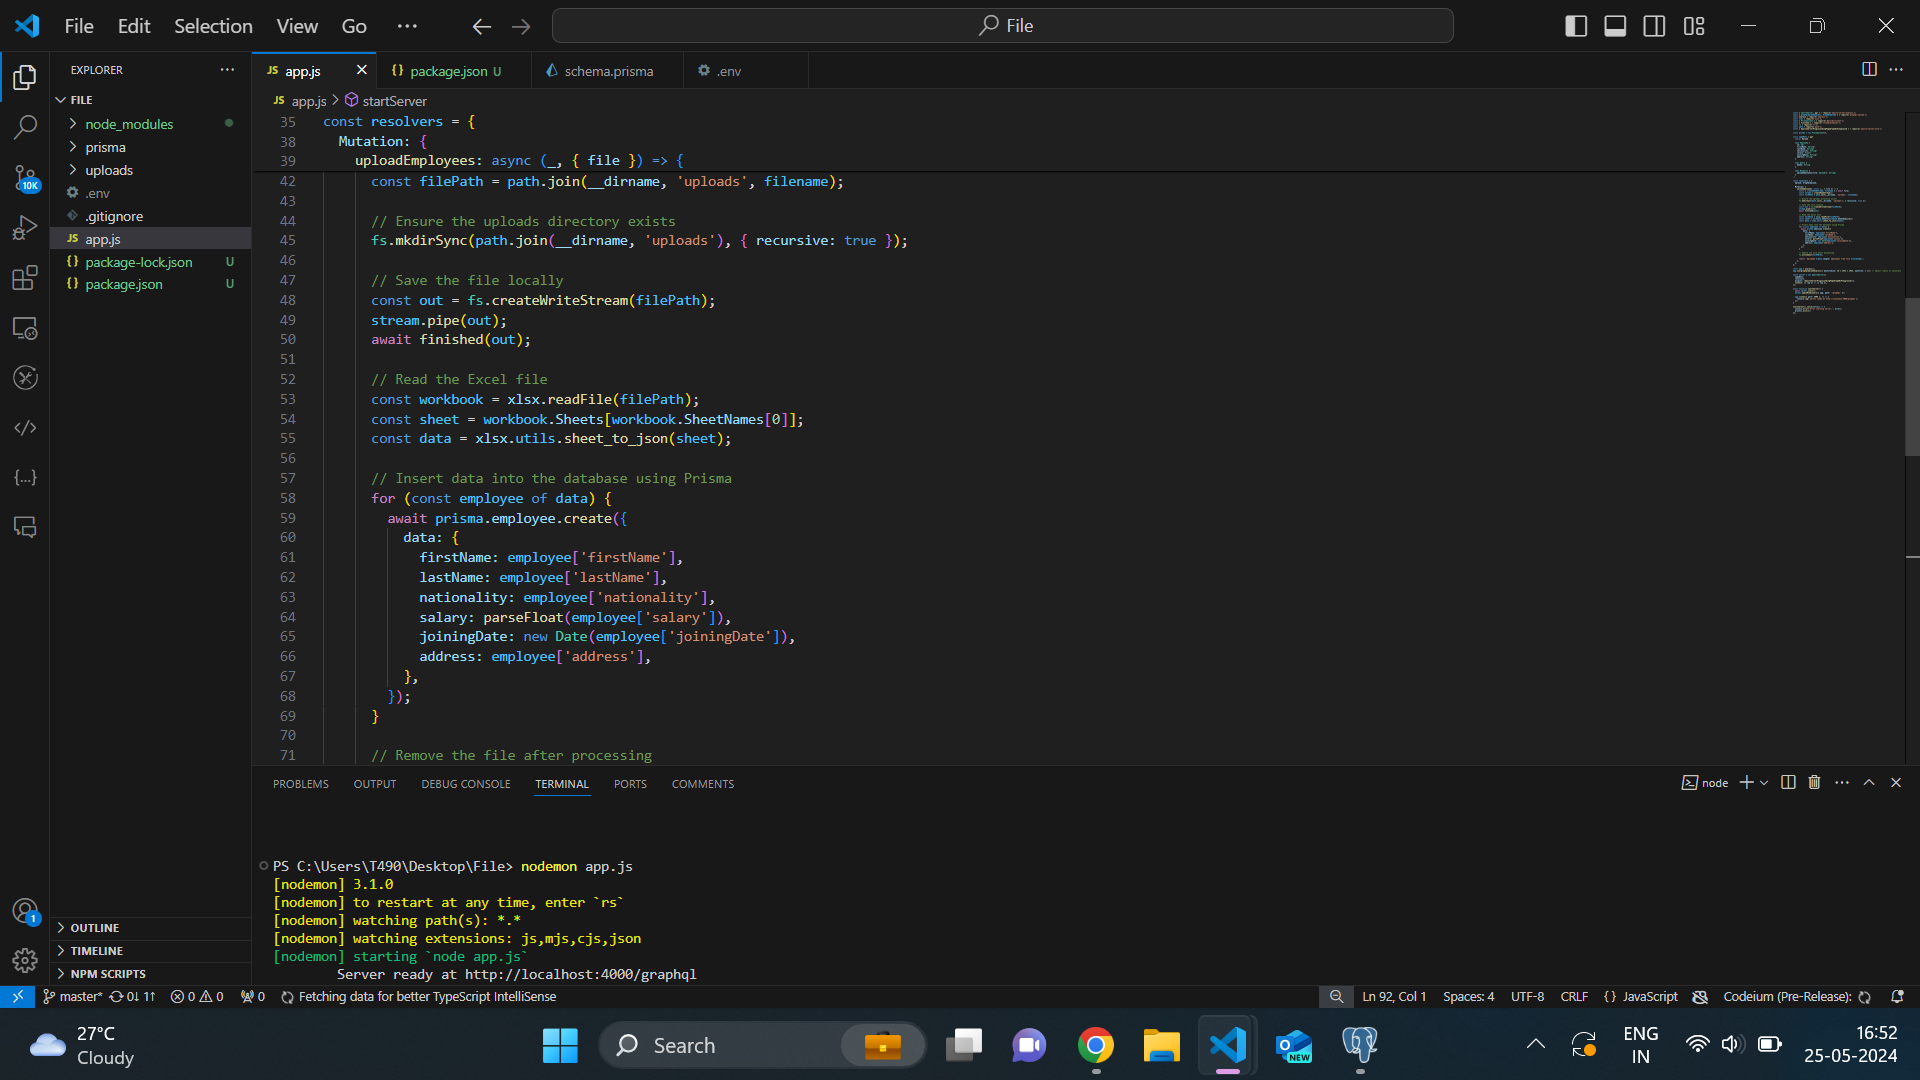 File Edit Selection View Go ··· File
EXPLORER ···
FILE
node_modules
prisma
uploads
.env
.gitignore
JS app.js
{} package-lock.json U
{} package.json U
OUTLINE
TIMELINE
NPM SCRIPTS
10K
1
JS app.js {} package.json U schema.prisma .env
JS app.js > startServer
35 const resolvers = {
38 Mutation: {
39 uploadEmployees: async (_, { file }) => {
42 const filePath = path.join(__dirname, 'uploads', filename);
43
44 // Ensure the uploads directory exists
45 fs.mkdirSync(path.join(__dirname, 'uploads'), { recursive: true });
46
47 // Save the file locally
48 const out = fs.createWriteStream(filePath);
49 stream.pipe(out);
50 await finished(out);
51
52 // Read the Excel file
53 const workbook = xlsx.readFile(filePath);
54 const sheet = workbook.Sheets[workbook.SheetNames[0]];
55 const data = xlsx.utils.sheet_to_json(sheet);
56
57 // Insert data into the database using Prisma
58 for (const employee of data) {
59 await prisma.employee.create({
60 data: {
61 firstName: employee['firstName'],
62 lastName: employee['lastName'],
63 nationality: employee['nationality'],
64 salary: parseFloat(employee['salary']),
65 joiningDate: new Date(employee['joiningDate']),
66 address: employee['address'],
67 },
68 });
69 }
70
71 // Remove the file after processing
PROBLEMS OUTPUT DEBUG CONSOLE TERMINAL PORTS COMMENTS node
PS C:\Users\T490\Desktop\File> nodemon app.js
[nodemon] 3.1.0
[nodemon] to restart at any time, enter `rs`
[nodemon] watching path(s): *.*
[nodemon] watching extensions: js,mjs,cjs,json
[nodemon] starting `node app.js`
Server ready at http://localhost:4000/graphql
master* 0↓ 1↑ 0 0 0 Fetching data for better TypeScript IntelliSense Ln 92, Col 1 Spaces: 4 UTF-8 CRLF {} JavaScript Codeium (Pre-Release):
27°C
Cloudy
Search
NEW
ENG
IN
16:52
25-05-2024